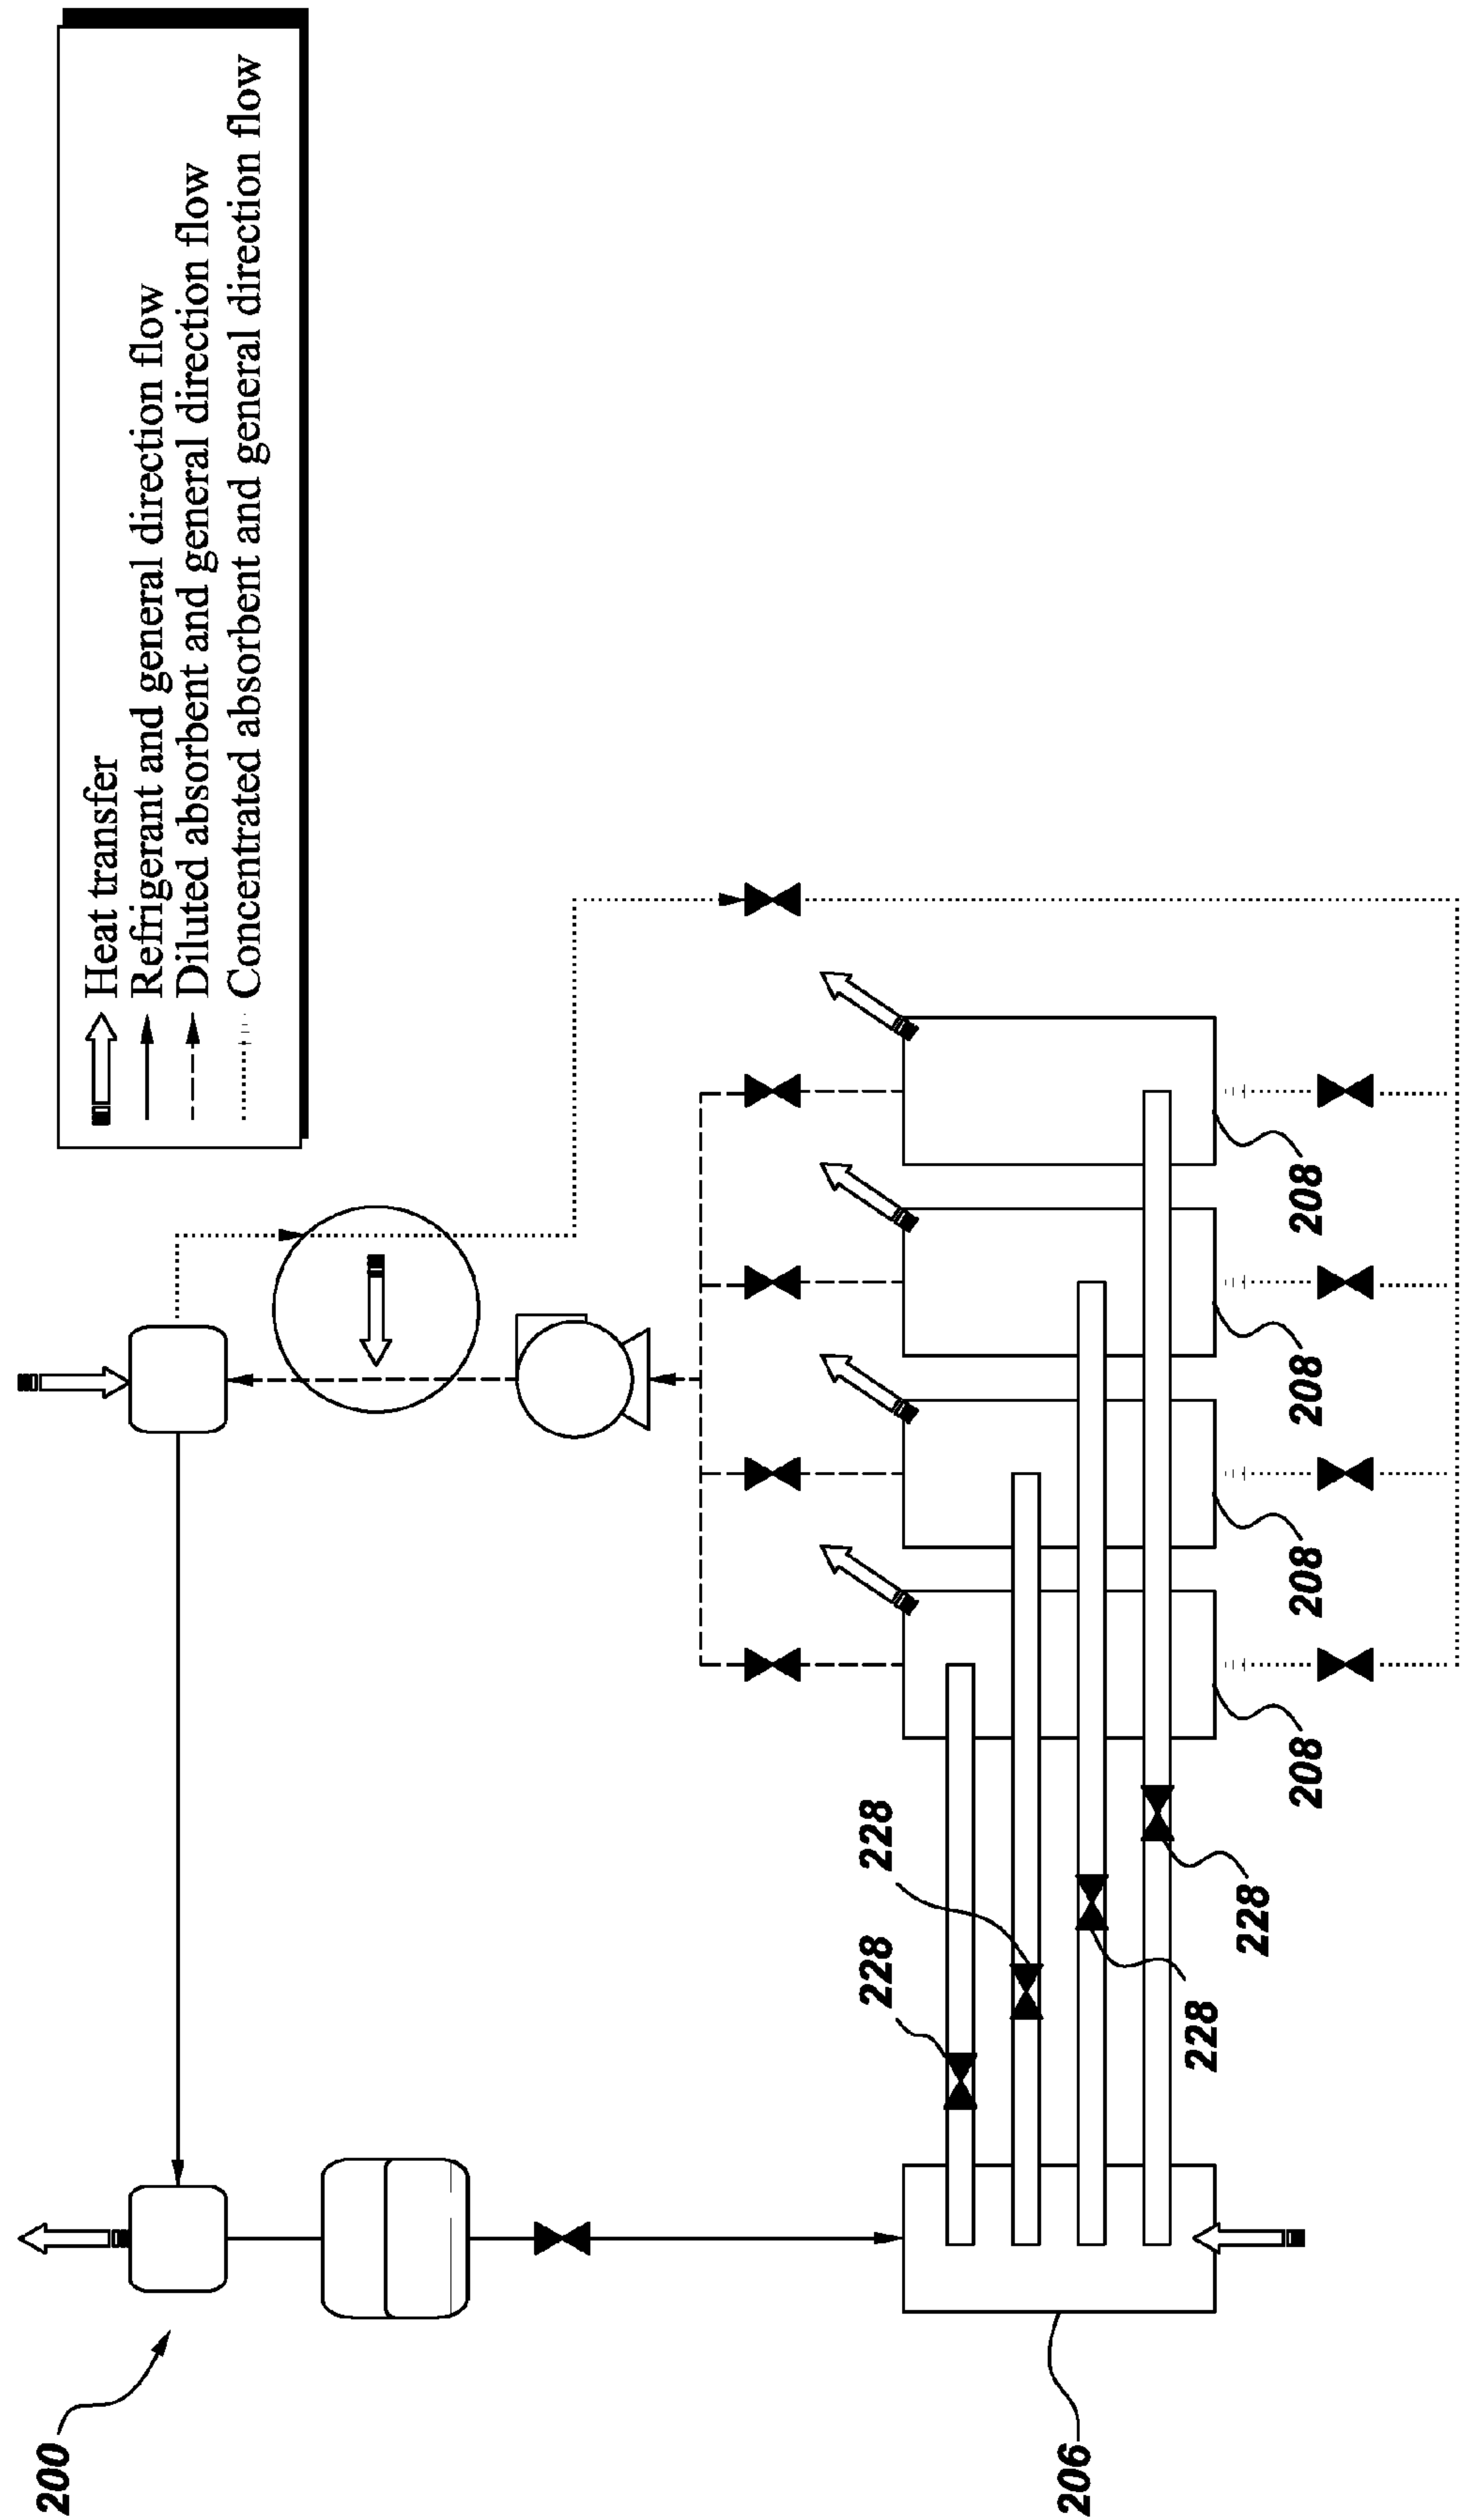 Heat transfer
Refrigerant and general direction flow
Diluted absorbent and general direction flow
Concentrated absorbent and general direction flow
200
206
228
228
228
228
208
208
208
208